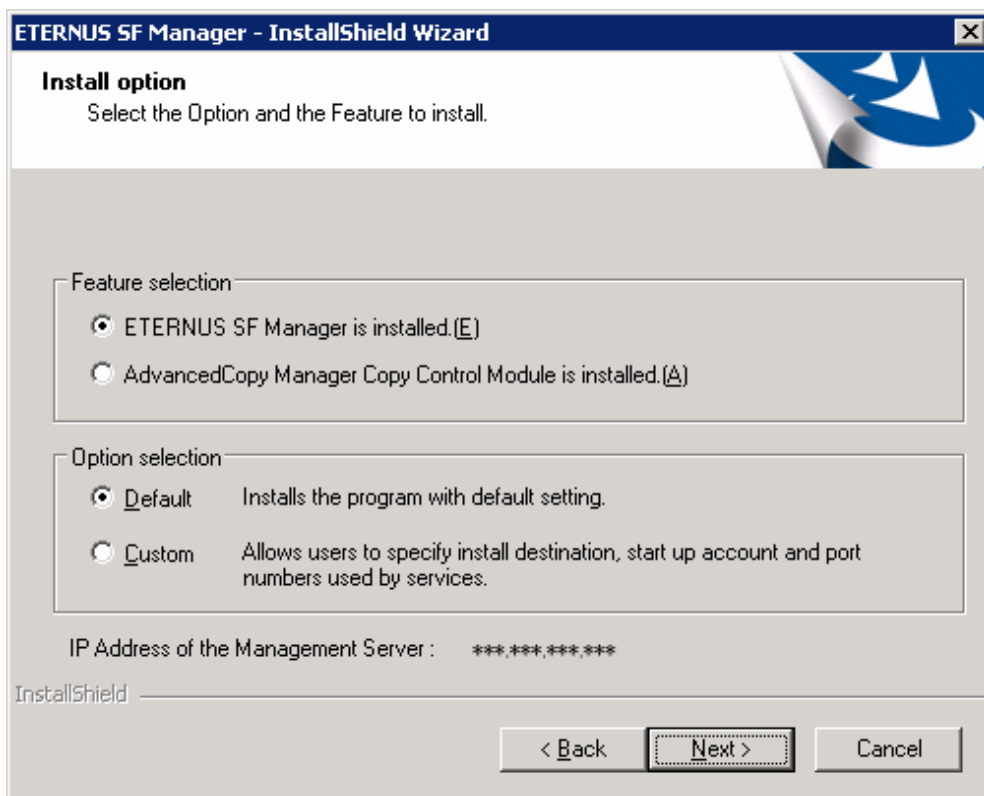 ETERNUS SF Manager - InstallShield Wizard
Install option
Select the Option and the Feature to install.
Feature selection
ETERNUS SF Manager is installed.(E)
AdvancedCopy Manager Copy Control Module is installed.(A)
Option selection
Default Installs the program with default setting.
Custom Allows users to specify install destination, start up account and port
numbers used by services.
IP Address of the Management Server : ***.***.***.***
InstallShield
< Back Next > Cancel